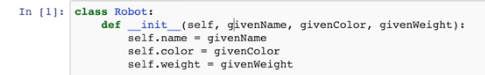 In [1]: class Robot:
    def __init__(self, givenName, givenColor, givenWeight):
        self.name = givenName
        self.color = givenColor
        self.weight = givenWeight